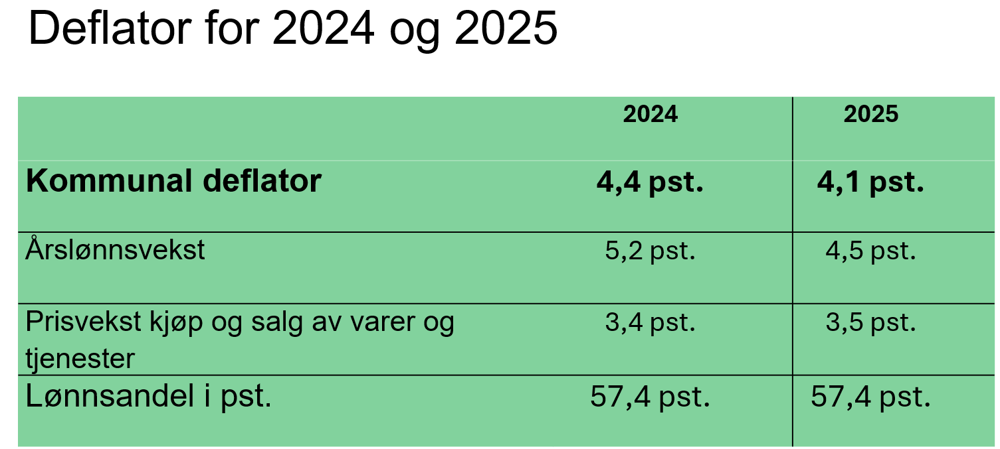 Deflator for 2024 og 2025
2024 2025
Kommunal deflator 4,4 pst. 4,1 pst.
Årslønnsvekst 5,2 pst. 4,5 pst.
Prisvekst kjøp og salg av varer og 3,4 pst. 3,5 pst.
tjenester
Lønnsandel i pst. 57,4 pst. 57,4 pst.